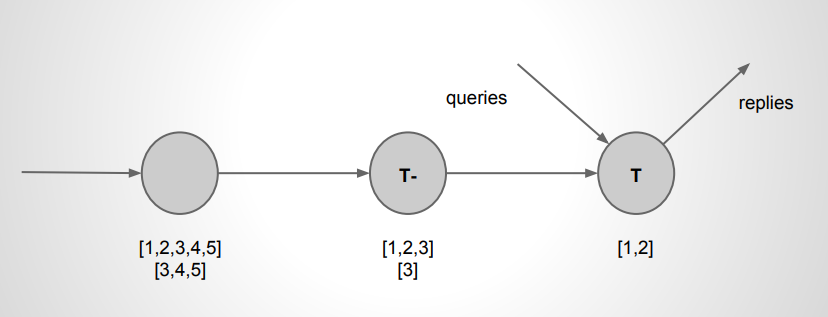 queries
replies
T-
T
[1,2,3,4,5]
[3,4,5]
[1,2,3]
[3]
[1,2]